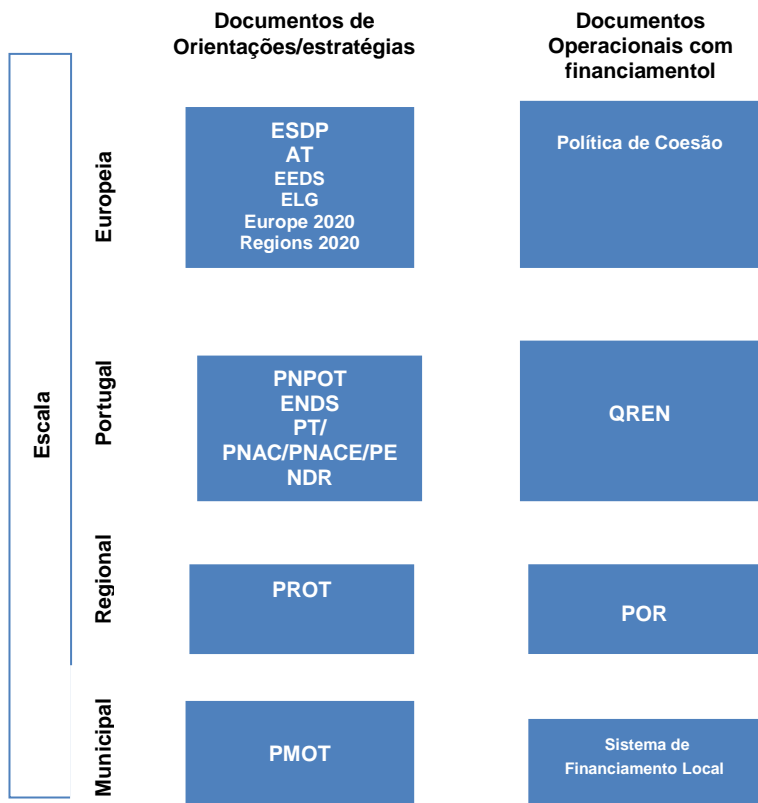 Documentos de
Orientações/estratégias
Documentos
Operacionais com
financiamentol
Escala
Europeia
ESDP
AT
EEDS
ELG
Europe 2020
Regions 2020
Política de Coesão
Portugal
PNPOT
ENDS
PT/
PNAC/PNACE/PE
NDR
QREN
Regional
PROT
POR
Municipal
PMOT
Sistema de
Financiamento Local